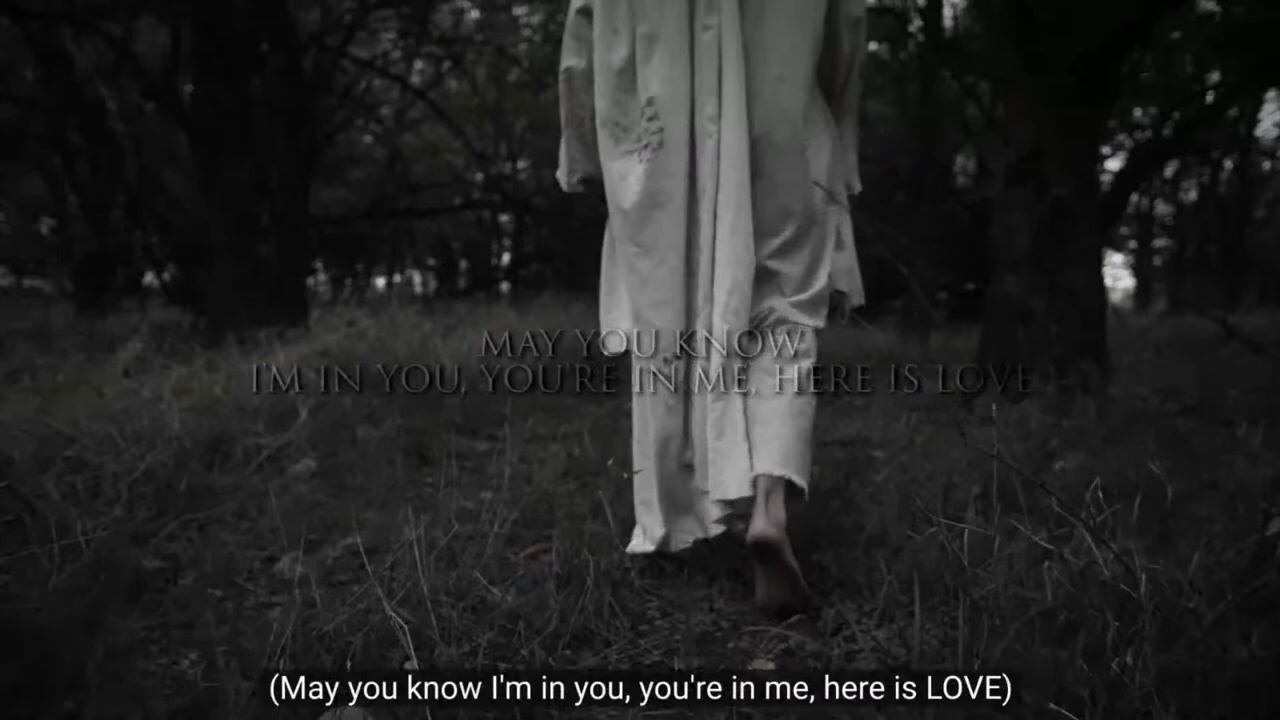 MAY YOU KNOW
I'M IN YOU, YOU'RE IN ME, HERE IS LOVE
(May you know I'm in you, you're in me, here is LOVE)